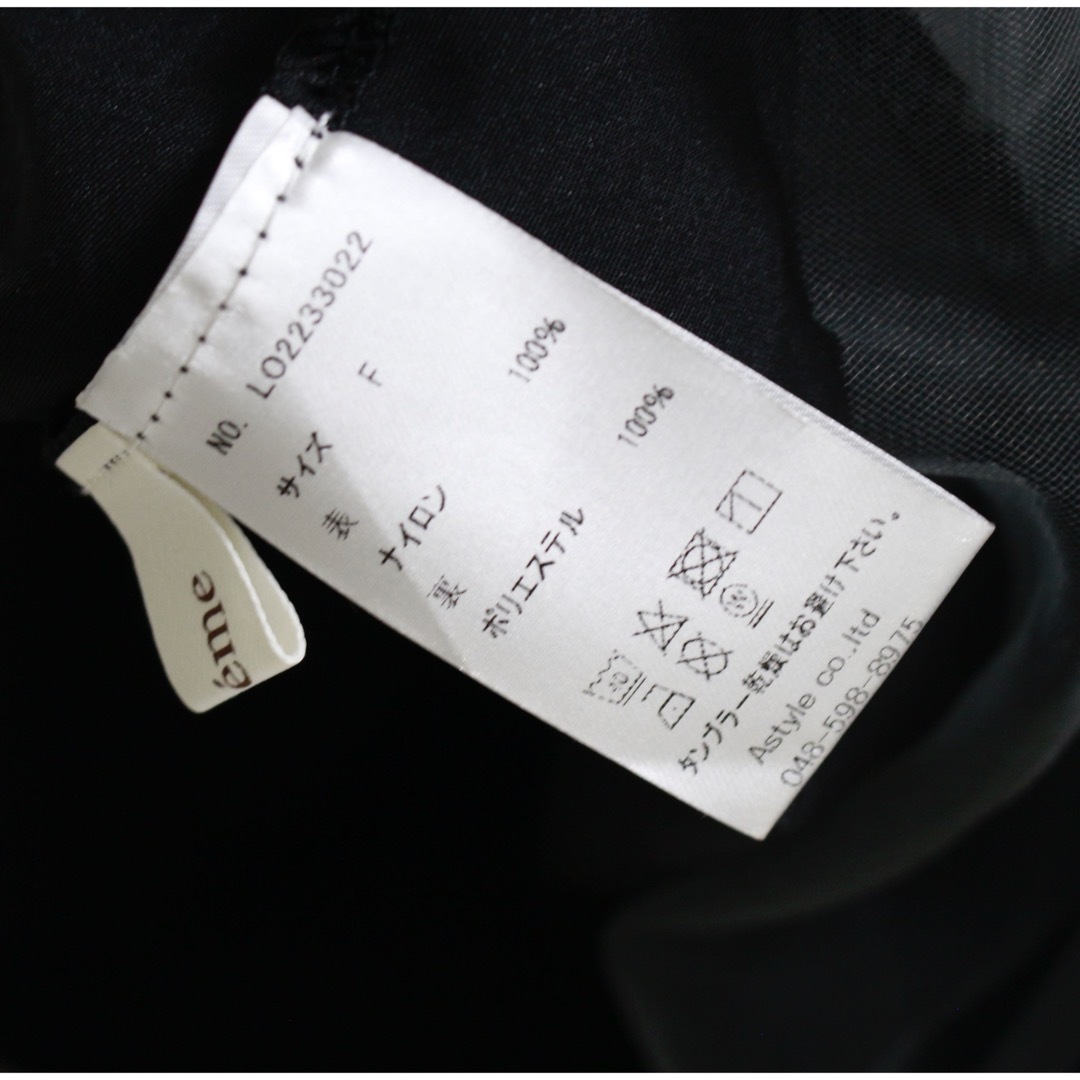 NO. LO2233022
サイズ F
表
ナイロン 100%
裏
ポリエステル 100%
タンブラー乾燥はお避け下さい。
Astyle co.,ltd
048-598-8975
éme